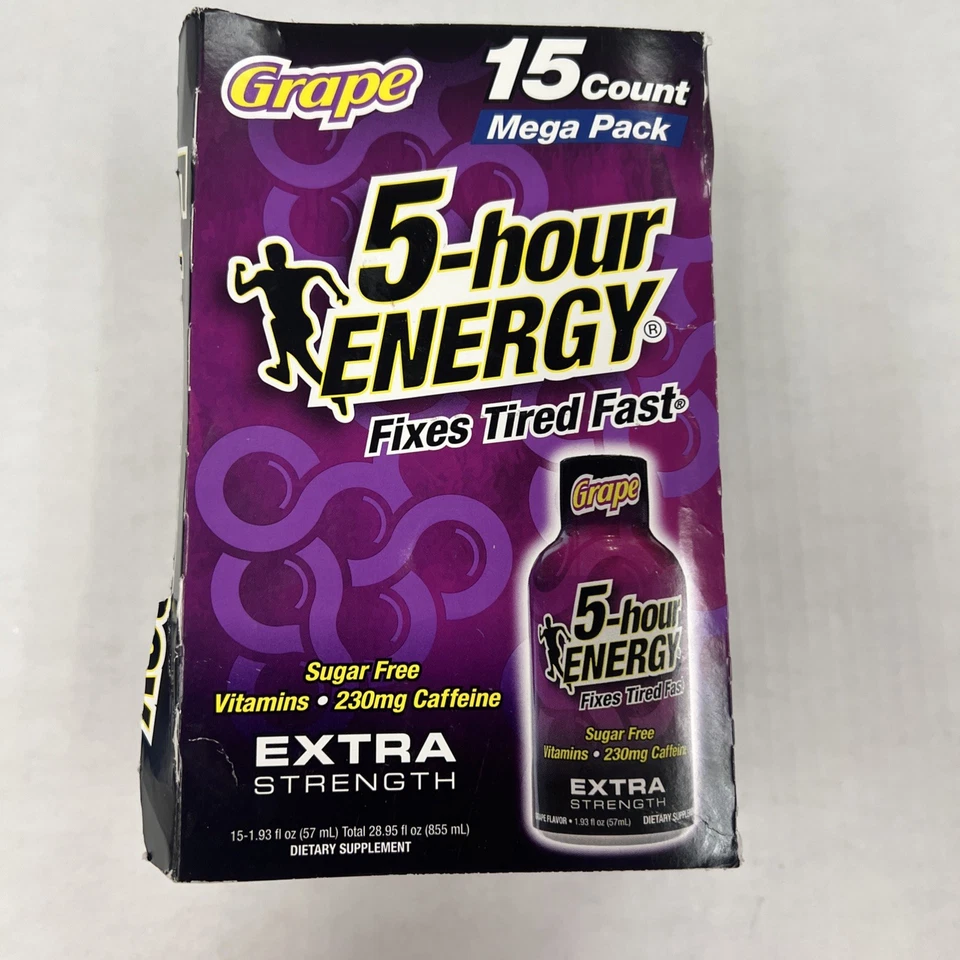 Grape
15 Count
Mega Pack
5-hour
ENERGY®
Fixes Tired Fast®
Sugar Free
Vitamins • 230mg Caffeine
EXTRA
STRENGTH
15-1.93 fl oz (57 mL) Total 28.95 fl oz (855 mL)
DIETARY SUPPLEMENT
Grape
5-hour
ENERGY
Fixes Tired Fas
Sugar Free
Vitamins • 230mg Caffeine
EXTRA
STRENGTH
FLAVOR • 1.93 fl oz (57mL) DIETARY